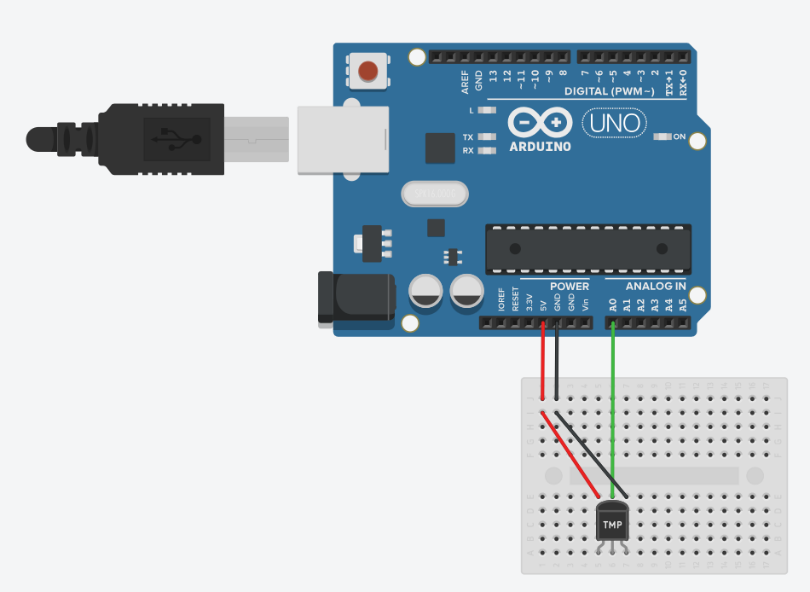 AREF
GND
13
12
~11
~10
~9
8
7
~6
~5
4
~3
2
TX→1
RX←0
DIGITAL (PWM~)
L
TX
RX
UNO
ON
ARDUINO
POWER
ANALOG IN
IOREF
RESET
3.3V
5V
GND
GND
Vin
A0
A1
A2
A3
A4
A5
TMP